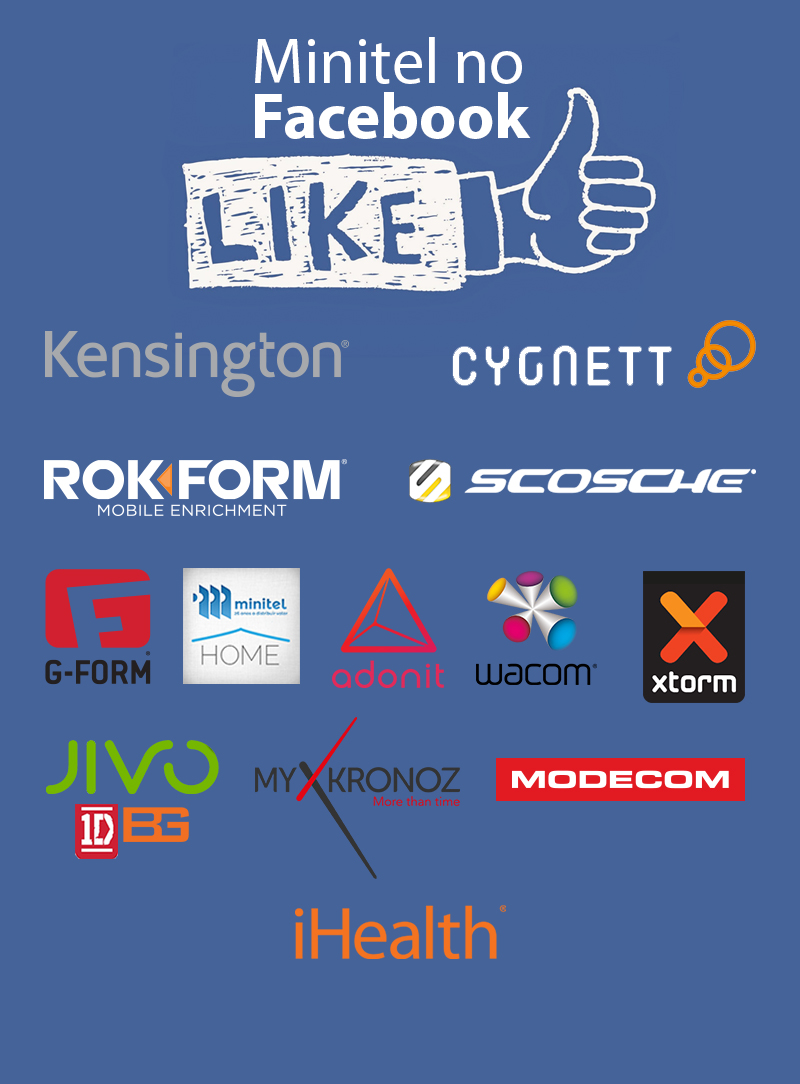 Minitel no
Facebook
LIKE
Kensington®
CYGNETT
ROKFORM®
MOBILE ENRICHMENT
SCOSCHE
G-FORM
minitel
HOME
adonit
wacom®
xtorm
JIVO
1D BG
MYKRONOZ
More than time
MODECOM
iHealth®